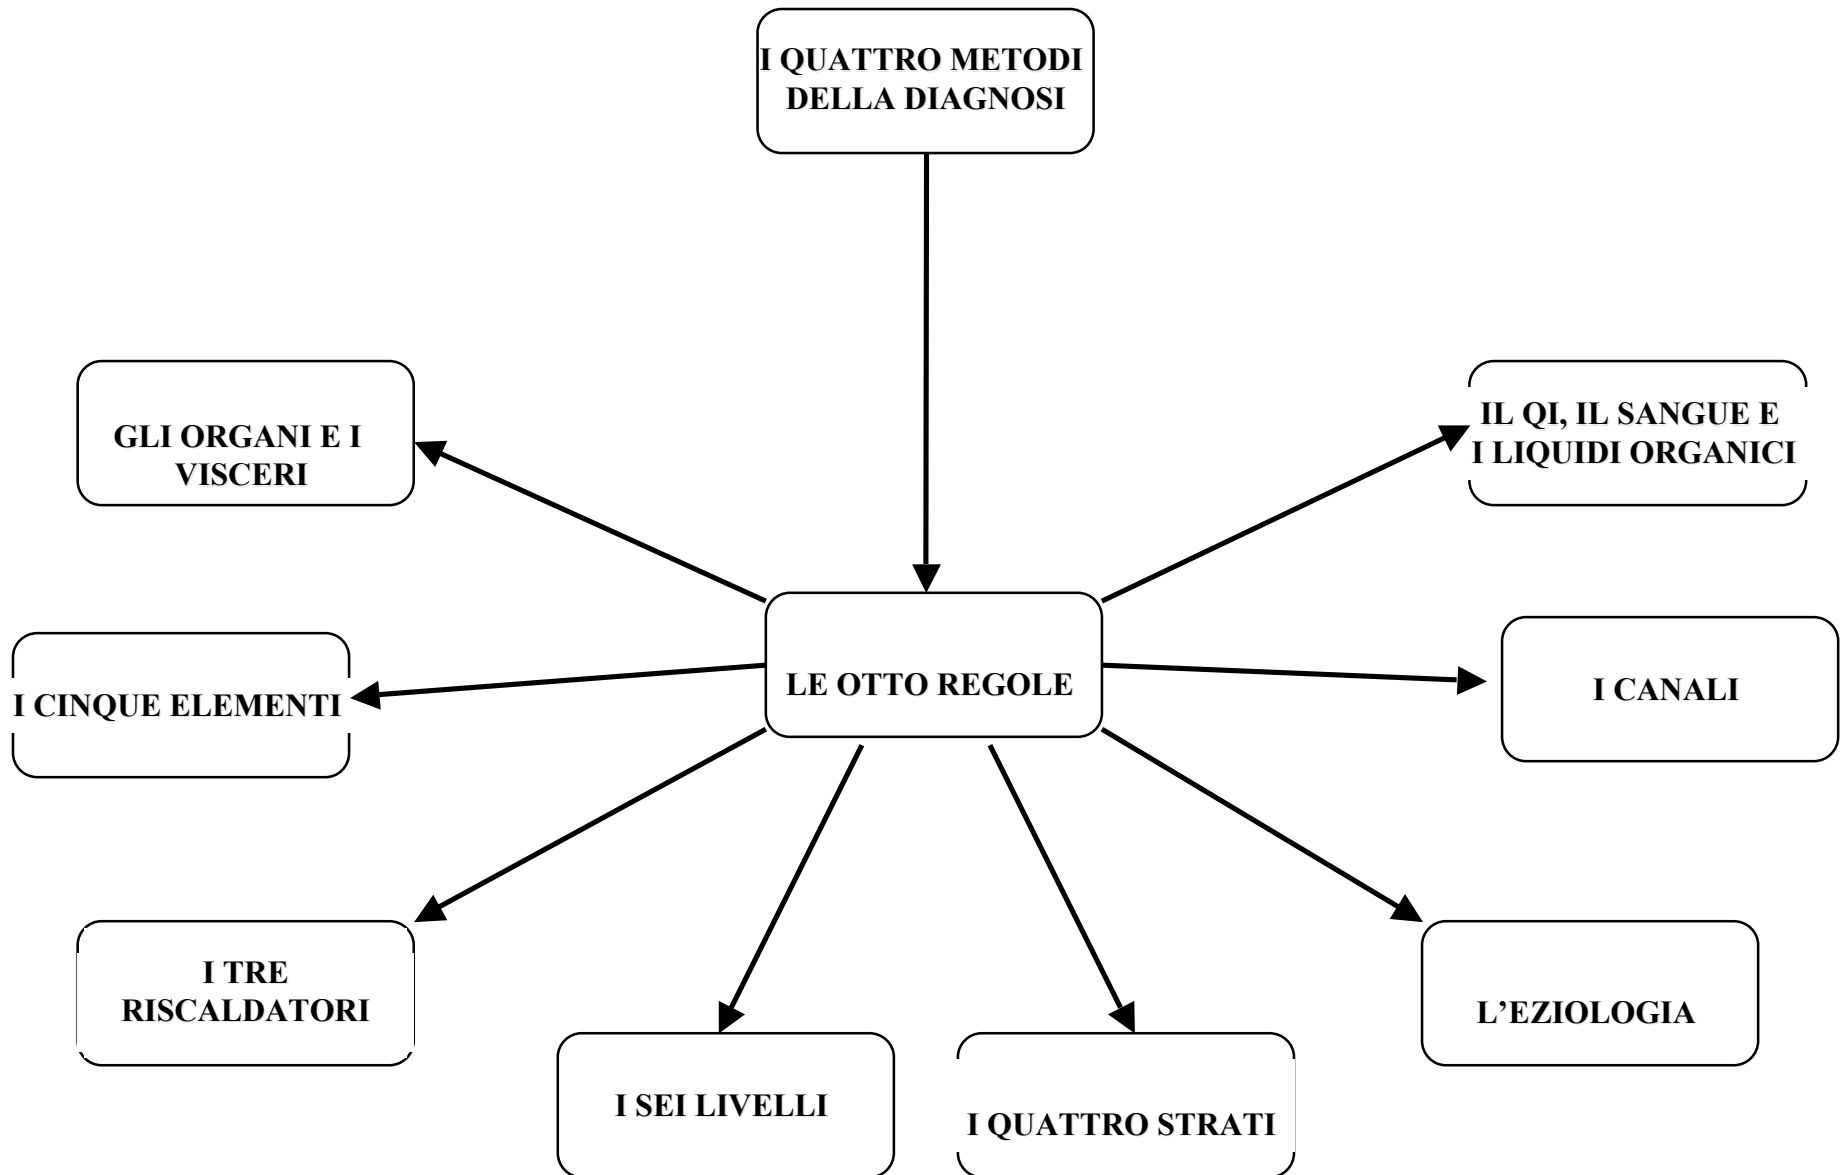 I QUATTRO METODI
DELLA DIAGNOSI
GLI ORGANI E I
VISCERI
IL QI, IL SANGUE E
I LIQUIDI ORGANICI
I CINQUE ELEMENTI
LE OTTO REGOLE
I CANALI
I TRE
RISCALDATORI
L’EZIOLOGIA
I SEI LIVELLI
I QUATTRO STRATI